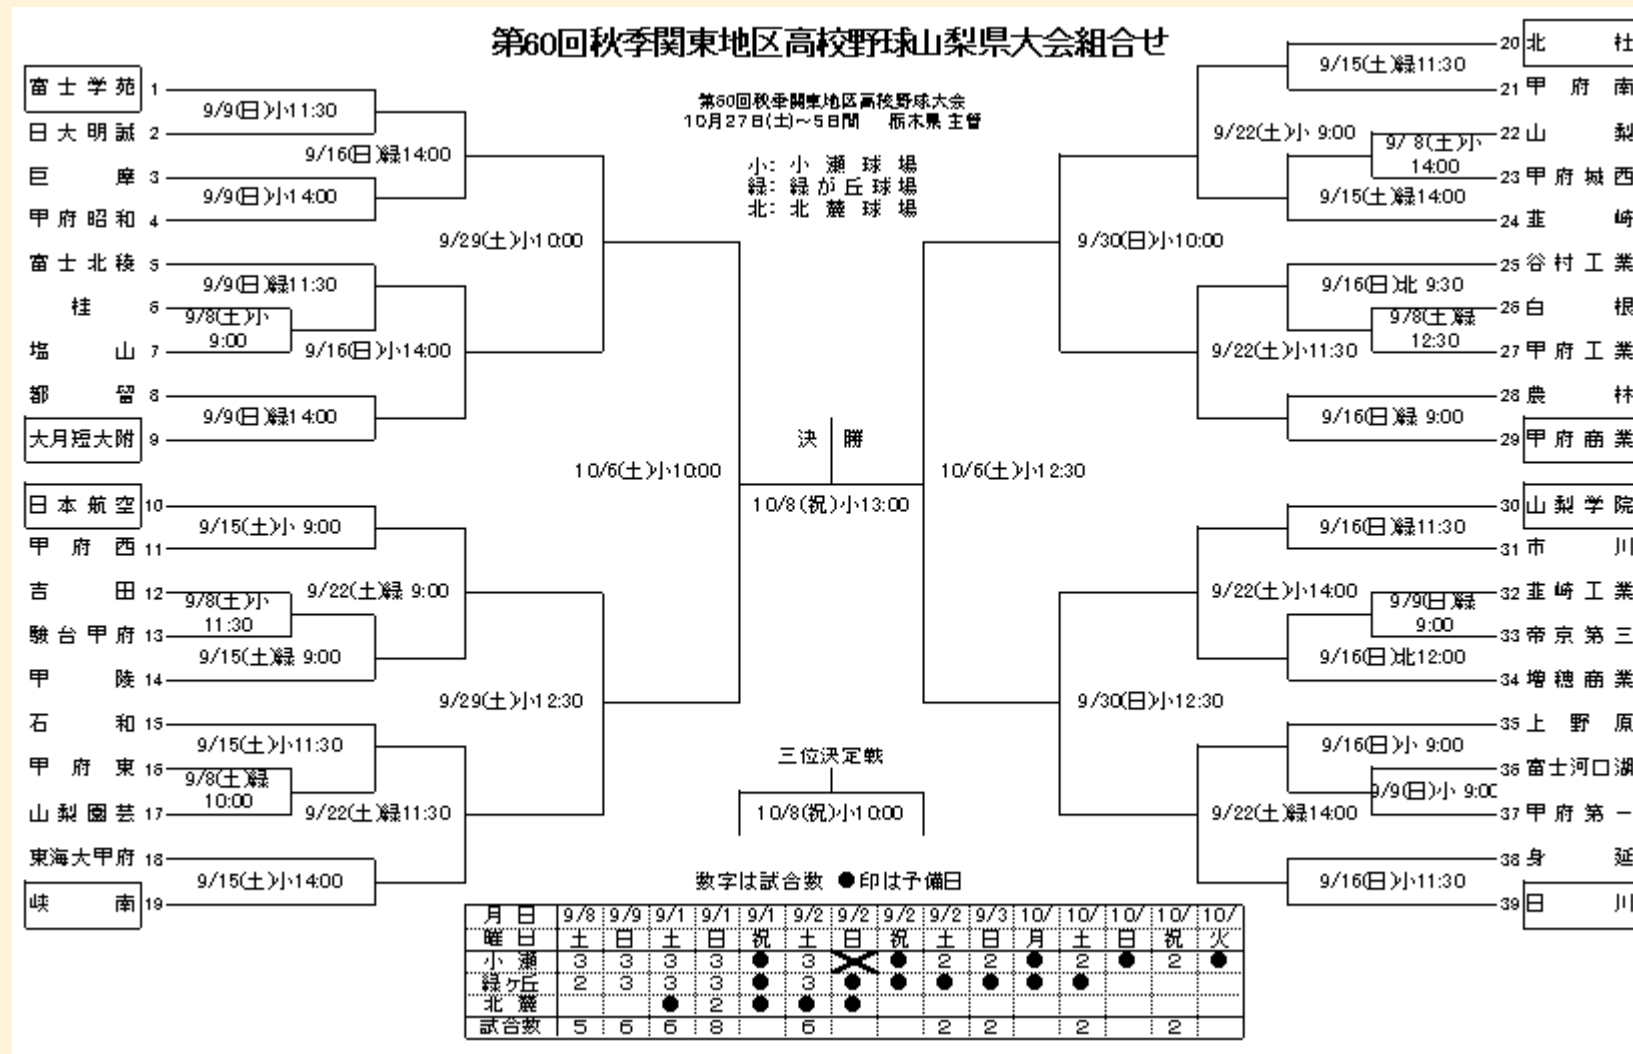 第60回秋季関東地区高校野球山梨県大会組合せ
第60回秋季関東地区高校野球大会
10月27日(土)～5日間 栃木県主管
小: 小瀬球場
緑: 緑が丘球場
北: 北麓球場
富士学苑 1
9/9(日)小11:30
日大明誠 2
9/16(日)緑14:00
巨摩 3
9/9(日)小14:00
甲府昭和 4
9/29(土)小10:00
富士北稜 5
9/9(日)緑11:30
桂 6
9/8(土)小
9:00
塩山 7
9/16(日)小14:00
都留 8
9/9(日)緑14:00
大月短大附 9
10/6(土)小10:00
日本航空 10
9/15(土)小 9:00
甲府西 11
吉田 12
9/8(土)小
11:30
9/22(土)緑 9:00
駿台甲府 13
9/15(土)緑 9:00
甲陵 14
9/29(土)小12:30
石和 15
9/15(土)小11:30
甲府東 16
9/8(土)緑
10:00
山梨園芸 17
9/22(土)緑11:30
東海大甲府 18
9/15(土)小14:00
峡南 19
決勝
10/8(祝)小13:00
三位決定戦
10/8(祝)小10:00
20 北杜
9/15(土)緑11:30
21 甲府南
9/22(土)小 9:00
22 山梨
9/ 8(土)小
14:00
23 甲府城西
9/15(土)緑14:00
24 韮崎
9/30(日)小10:00
25 谷村工業
9/16(日)北 9:30
26 白根
9/8(土)緑
12:30
27 甲府工業
9/22(土)小11:30
28 農林
9/16(日)緑 9:00
29 甲府商業
10/6(土)小12:30
30 山梨学院
9/16(日)緑11:30
31 市川
9/22(土)小14:00
32 韮崎工業
9/9(日)緑
9:00
33 帝京第三
9/16(日)北12:00
34 増穂商業
9/30(日)小12:30
35 上野原
9/16(日)小 9:00
36 富士河口湖
9/9(日)小 9:00
37 甲府第一
9/22(土)緑14:00
38 身延
9/16(日)小11:30
39 日川
数字は試合数 ●印は予備日
月日 9/8 9/9 9/1 9/1 9/1 9/2 9/2 9/2 9/2 9/3 10/ 10/ 10/ 10/ 10/
曜日 土 日 土 日 祝 土 日 祝 土 日 月 土 日 祝 火
小瀬 3 3 3 3 ● 3 ● 2 2 ● 2 ● 2 ●
緑ヶ丘 2 3 3 3 ● 3 ● ● ● ● ● ●
北麓 ● 2 ● ● ●
試合数 5 6 6 8 6 2 2 2 2